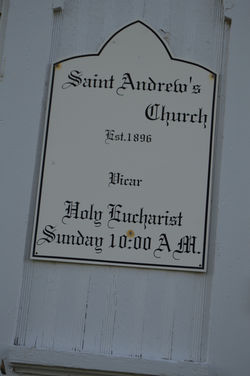 Saint Andrew's
Church
Est.1896
Vicar
Holy Eucharist
Sunday 10:00 A M.